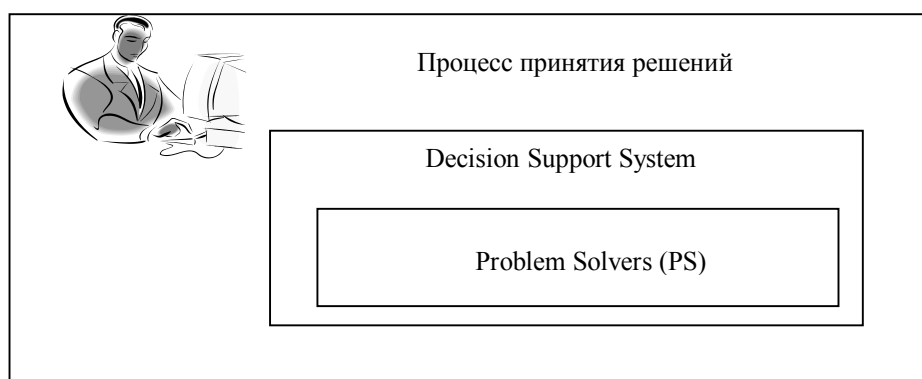 Процесс принятия решений
Decision Support System
Problem Solvers (PS)